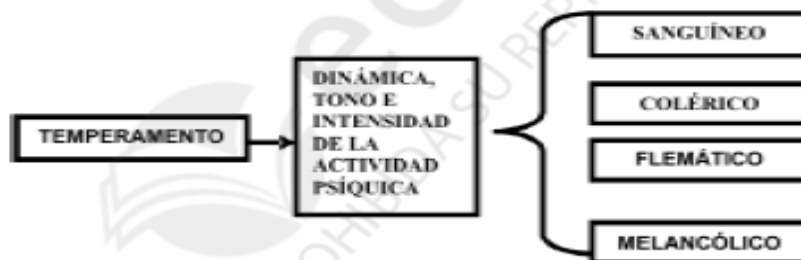 TEMPERAMENTO
DINÁMICA,
TONO E
INTENSIDAD
DE LA
ACTIVIDAD
PSÍQUICA
SANGUÍNEO
COLÉRICO
FLEMÁTICO
MELANCÓLICO